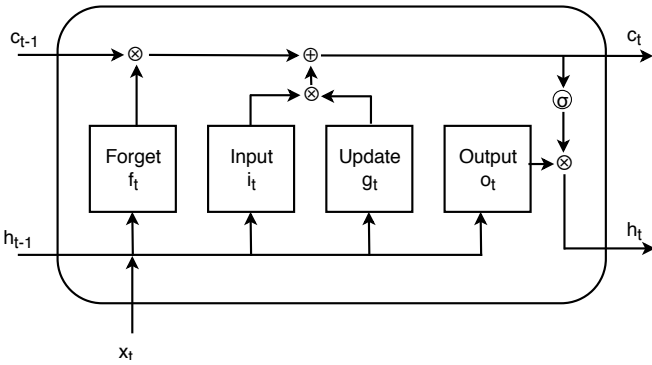 c_{t-1}
c_t
σ
Forget
f_t
Input
i_t
Update
g_t
Output
o_t
h_{t-1}
h_t
x_t